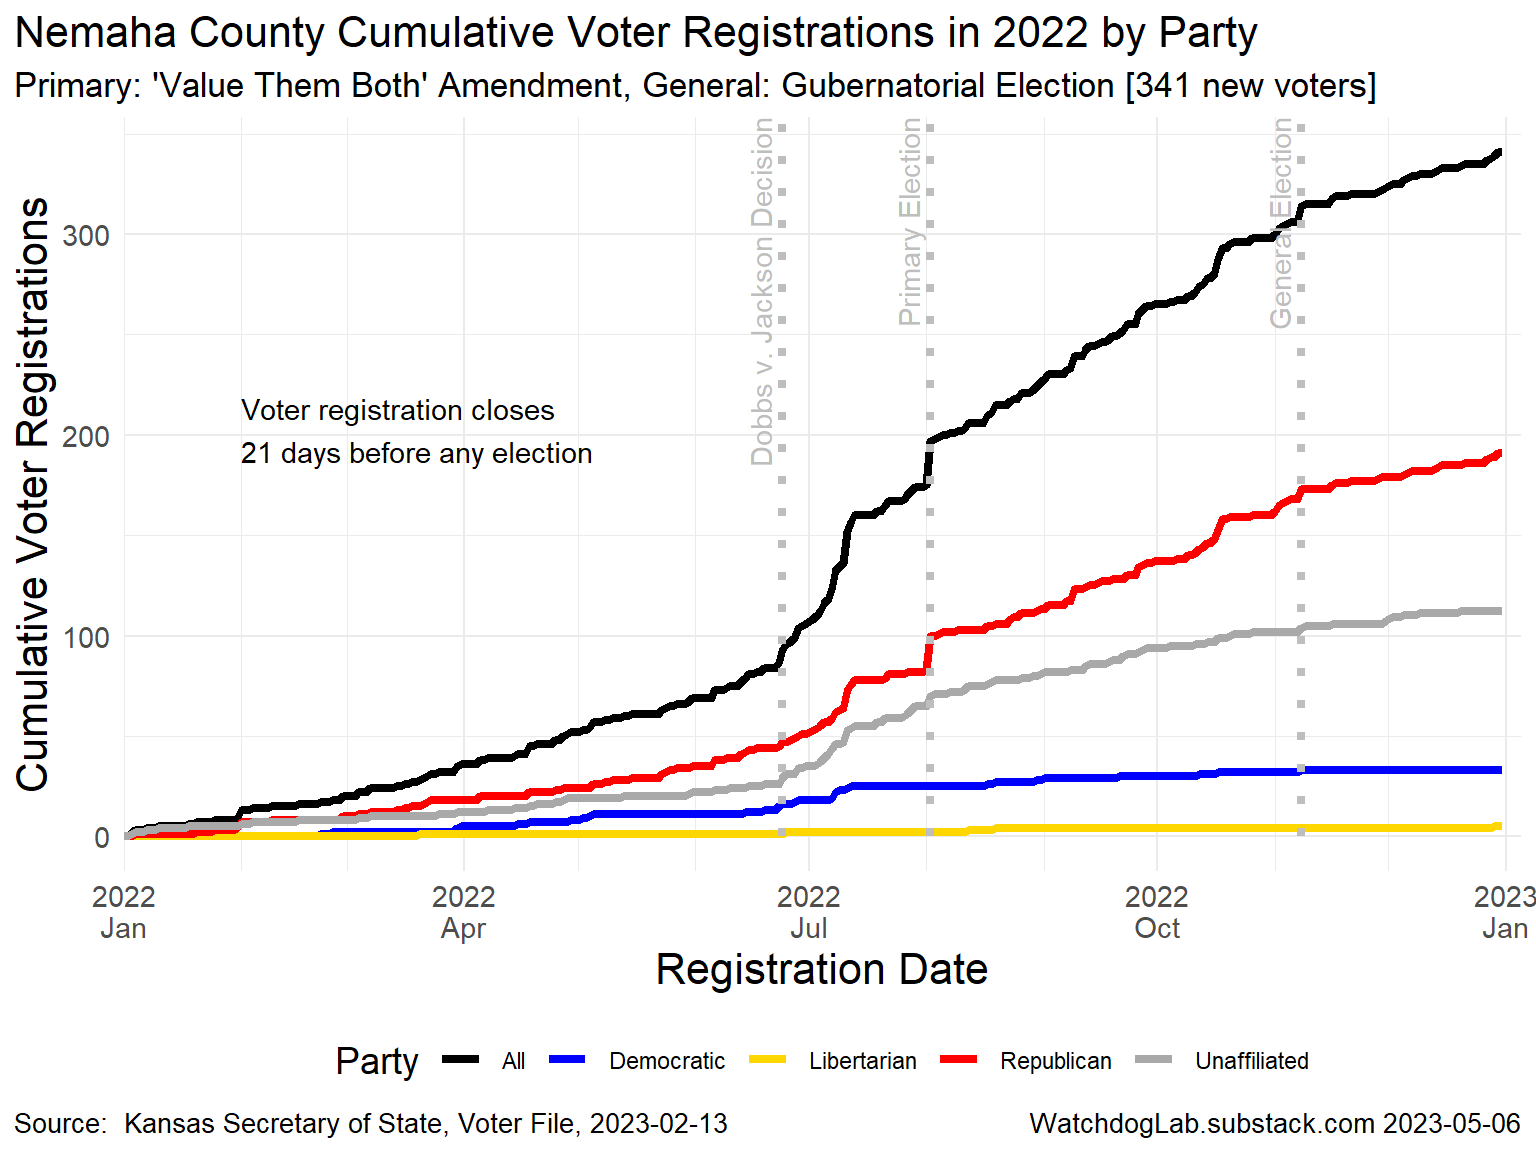 Nemaha County Cumulative Voter Registrations in 2022 by Party
Primary: 'Value Them Both' Amendment, General: Gubernatorial Election [341 new voters]
Cumulative Voter Registrations
300
200
100
0
Dobbs v. Jackson Decision
Primary Election
General Election
Voter registration closes
21 days before any election
2022 2022 2022 2022 2023
Jan Apr Jul Oct Jan
Registration Date
Party All Democratic Libertarian Republican Unaffiliated
Source:  Kansas Secretary of State, Voter File, 2023-02-13
WatchdogLab.substack.com 2023-05-06